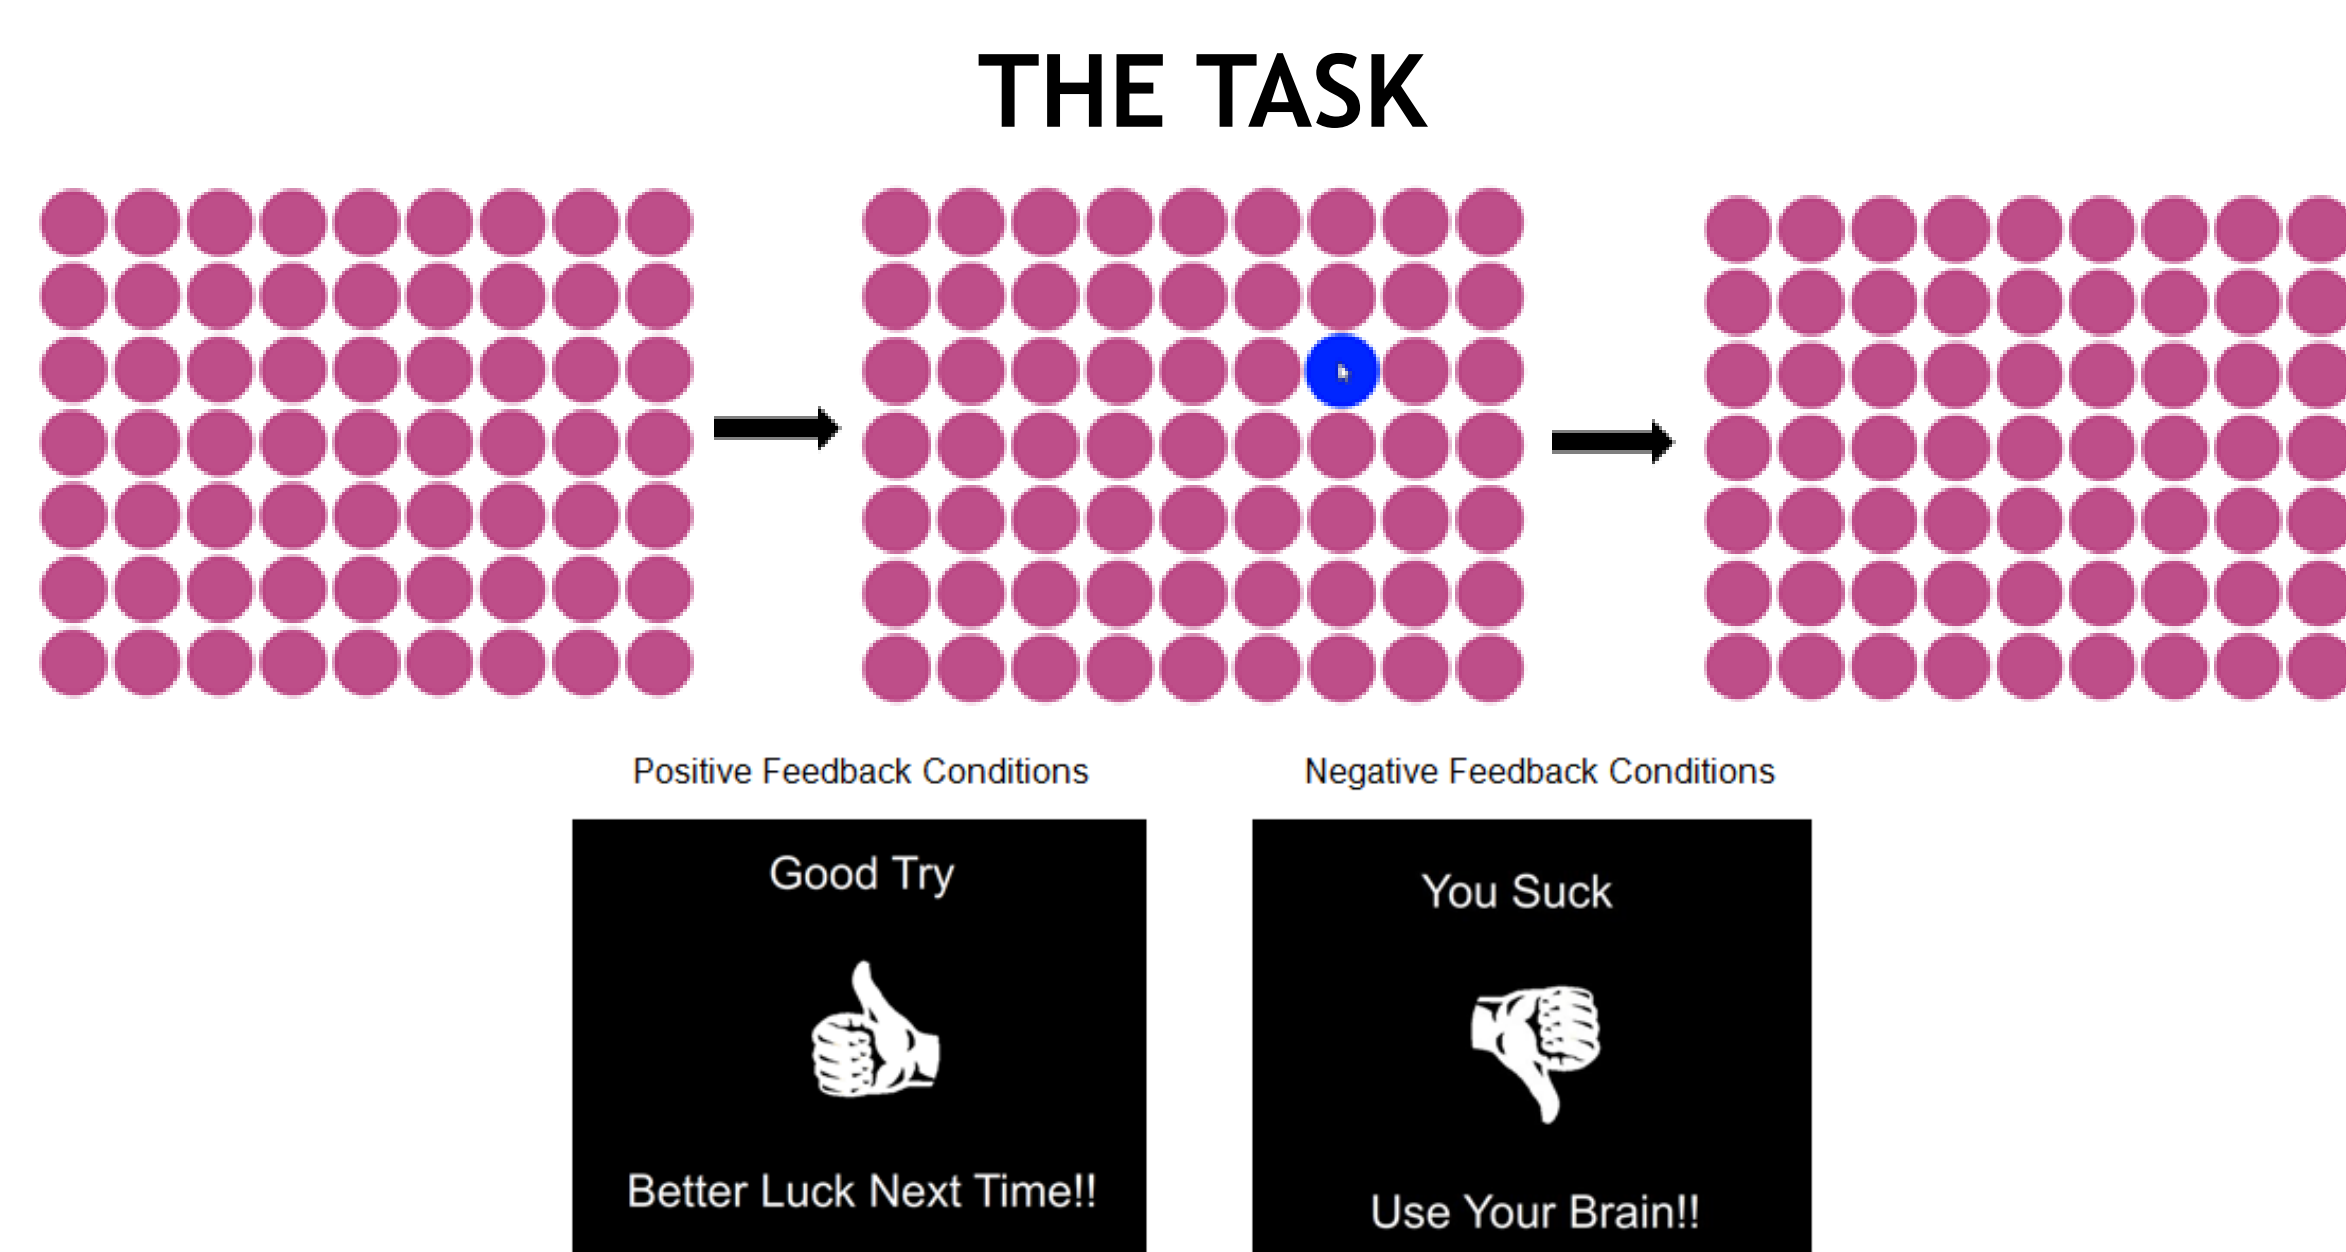 THE TASK
Positive Feedback Conditions
Negative Feedback Conditions
Good Try
Better Luck Next Time!!
You Suck
Use Your Brain!!